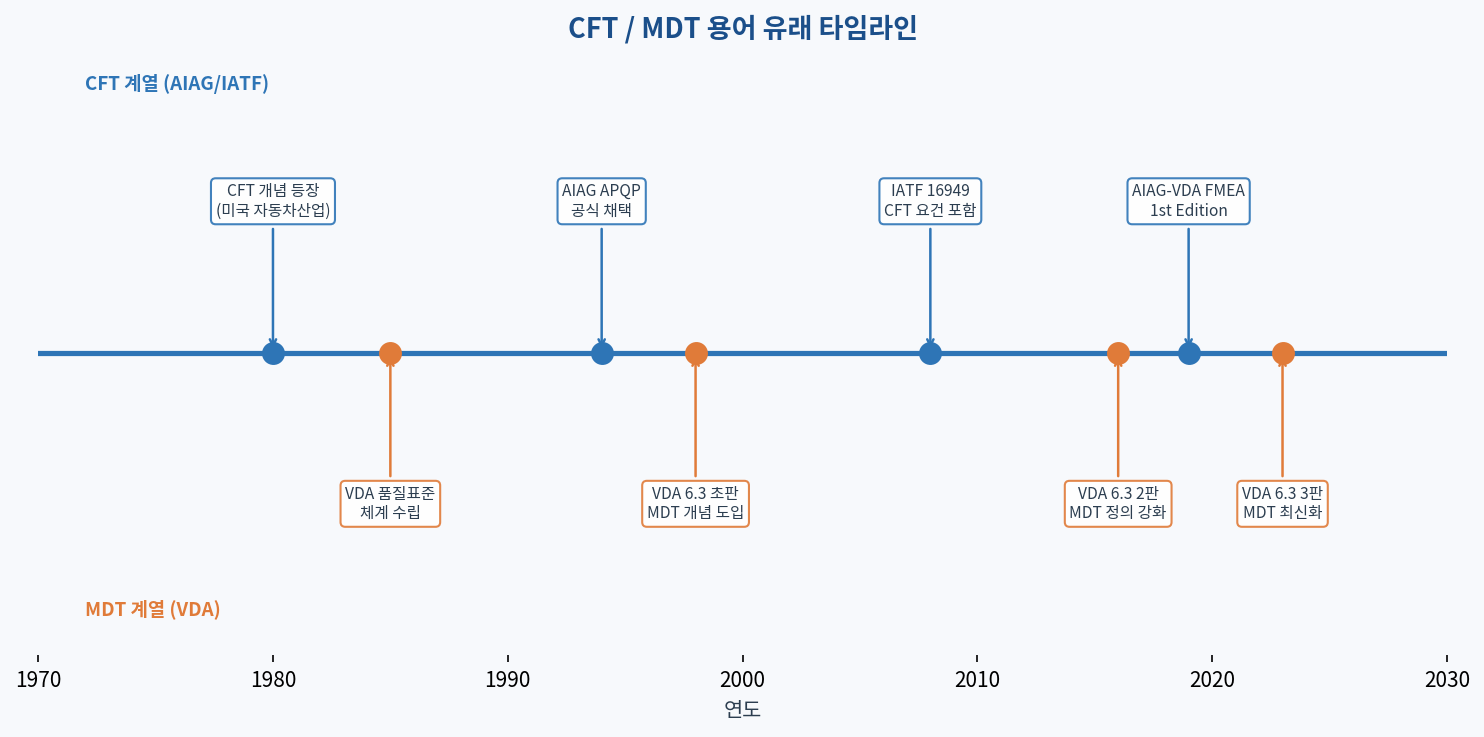 CFT / MDT 용어 유래 타임라인
CFT 계열 (AIAG/IATF)
CFT 개념 등장
(미국 자동차산업)
AIAG APQP
공식 채택
IATF 16949
CFT 요건 포함
AIAG-VDA FMEA
1st Edition
VDA 품질표준
체계 수립
VDA 6.3 초판
MDT 개념 도입
VDA 6.3 2판
MDT 정의 강화
VDA 6.3 3판
MDT 최신화
MDT 계열 (VDA)
1970 1980 1990 2000 2010 2020 2030
연도